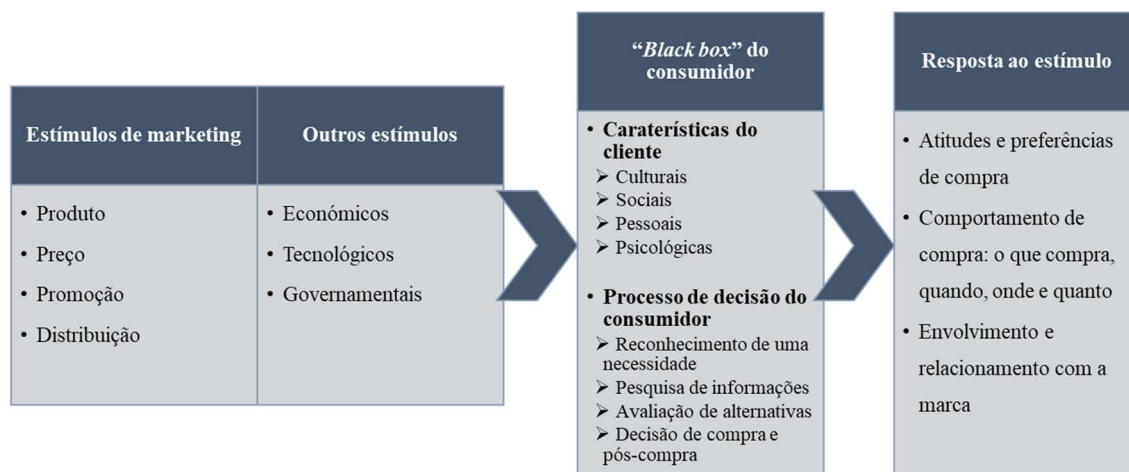 Estímulos de marketing
• Produto
• Preço
• Promoção
• Distribuição
Outros estímulos
• Económicos
• Tecnológicos
• Governamentais
“Black box” do
consumidor
• Caraterísticas do
cliente
➢ Culturais
➢ Sociais
➢ Pessoais
➢ Psicológicas
• Processo de decisão do
consumidor
➢ Reconhecimento de uma
necessidade
➢ Pesquisa de informações
➢ Avaliação de alternativas
➢ Decisão de compra e
pós-compra
Resposta ao estímulo
• Atitudes e preferências
de compra
• Comportamento de
compra: o que compra,
quando, onde e quanto
• Envolvimento e
relacionamento com a
marca